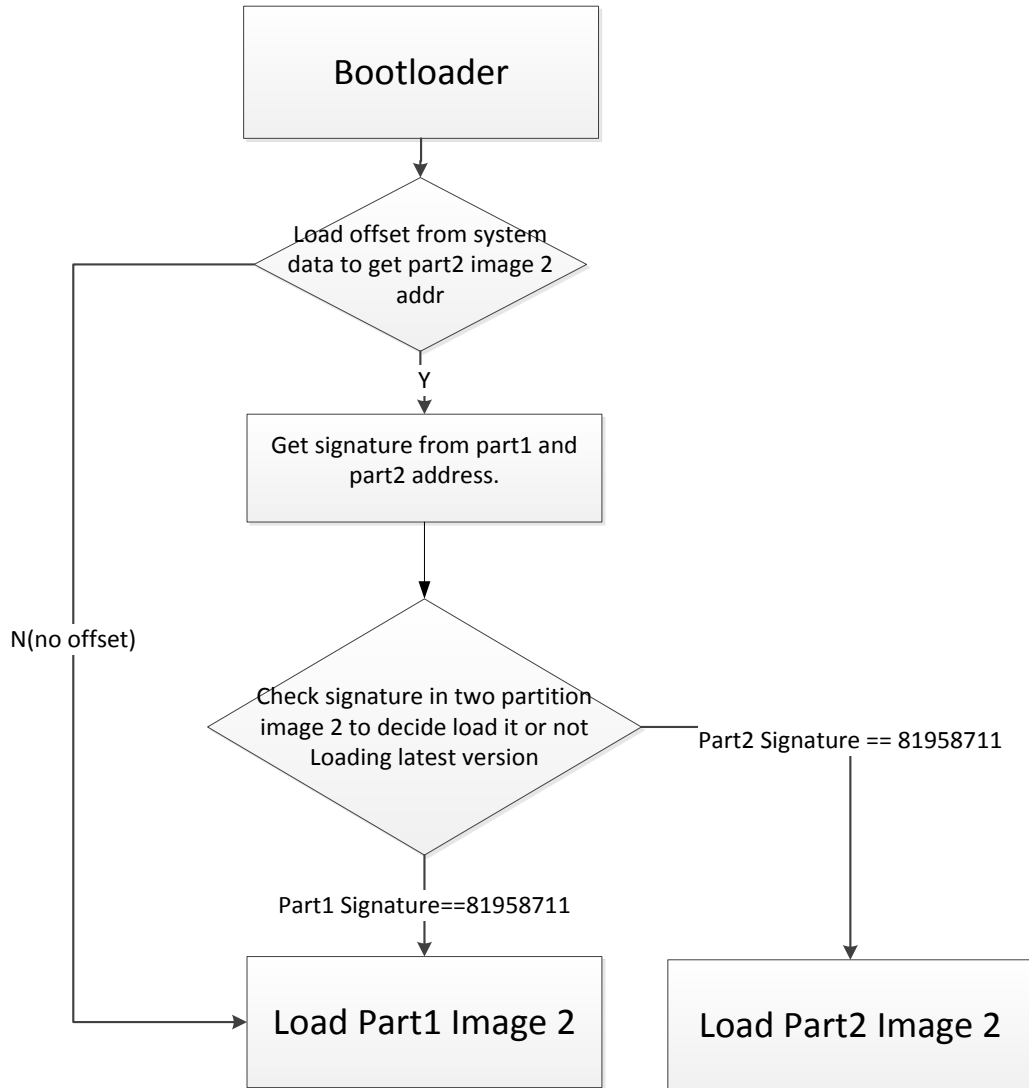 Bootloader
Load offset from system
data to get part2 image 2
addr
Y
Get signature from part1 and
part2 address.
N(no offset)
Check signature in two partition
image 2 to decide load it or not
Loading latest version
Part2 Signature == 81958711
Part1 Signature==81958711
Load Part1 Image 2
Load Part2 Image 2